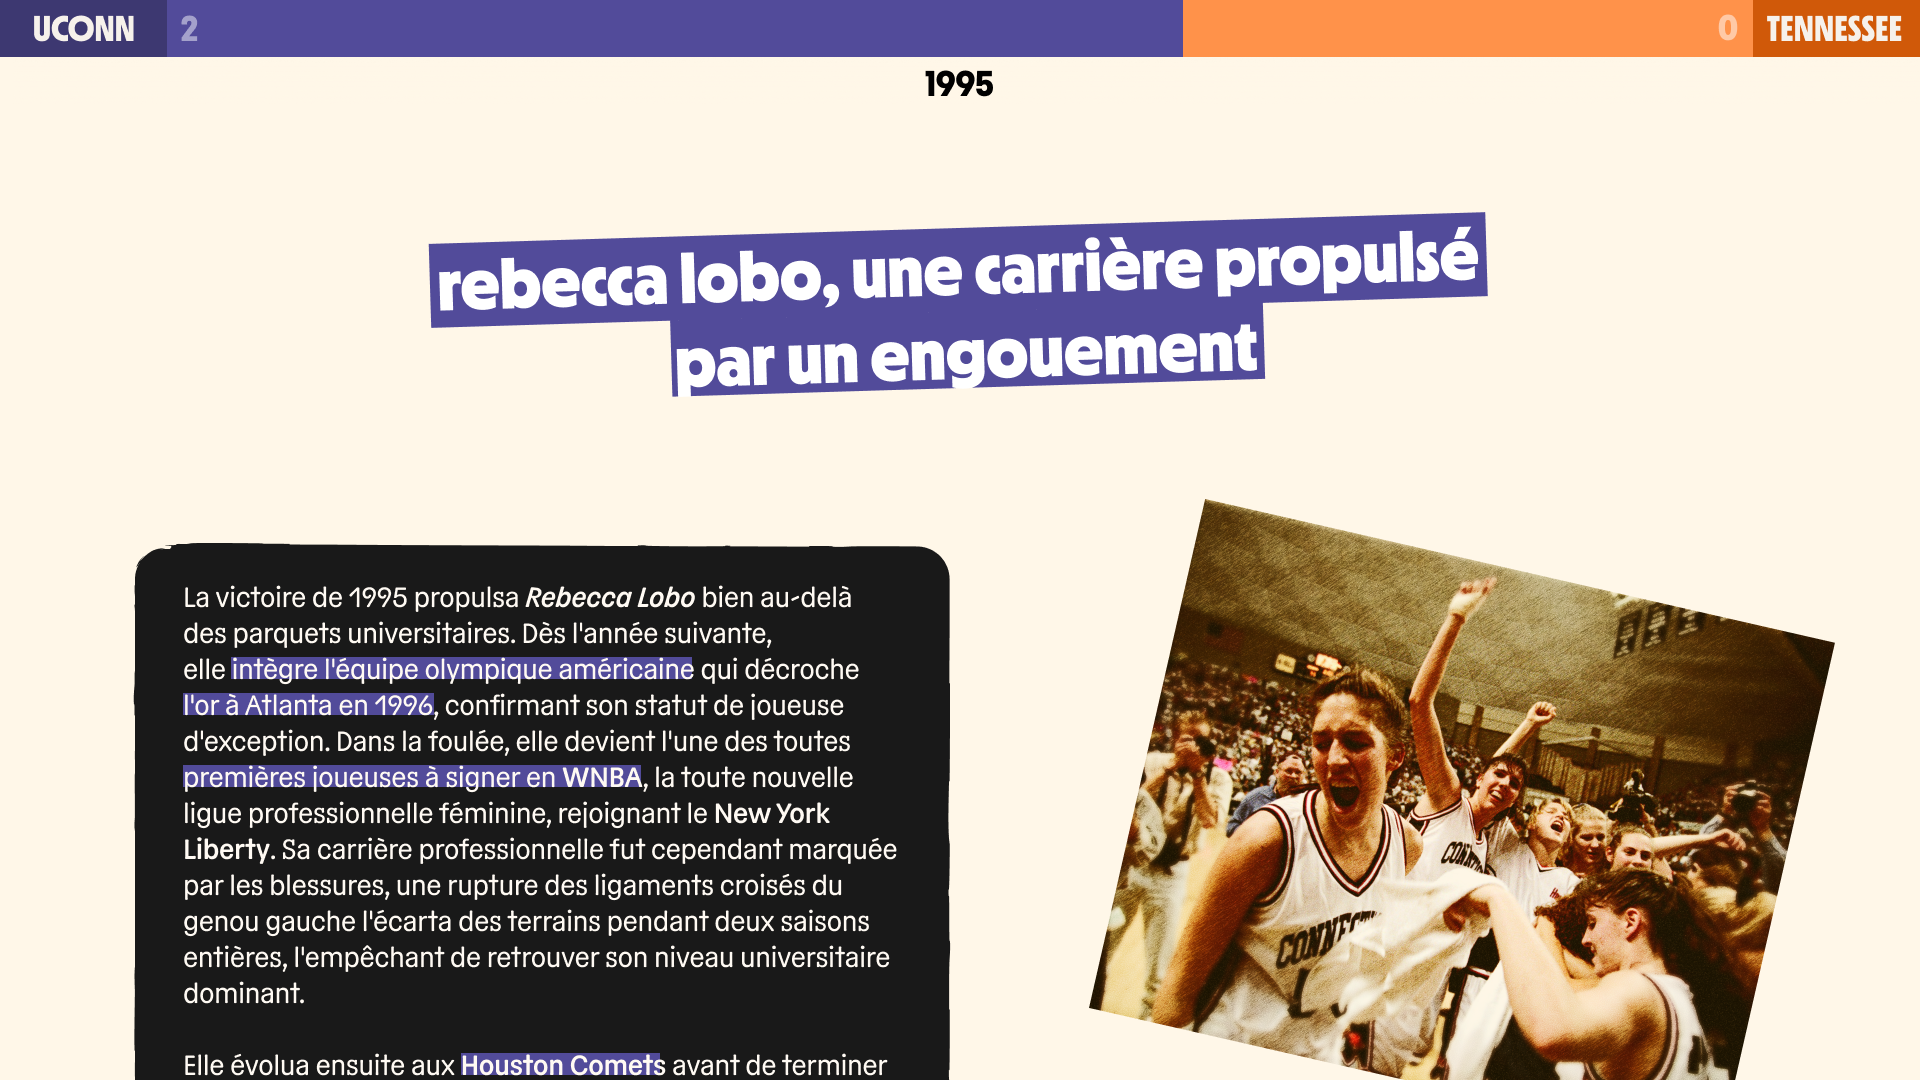 UCONN 2 0 TENNESSEE
1995
rebecca lobo, une carrière propulsé
par un engouement
La victoire de 1995 propulsa Rebecca Lobo bien au-delà
des parquets universitaires. Dès l'année suivante,
elle intègre l'équipe olympique américaine qui décroche
l'or à Atlanta en 1996, confirmant son statut de joueuse
d'exception. Dans la foulée, elle devient l'une des toutes
premières joueuses à signer en WNBA, la toute nouvelle
ligue professionnelle féminine, rejoignant le New York
Liberty. Sa carrière professionnelle fut cependant marquée
par les blessures, une rupture des ligaments croisés du
genou gauche l'écarta des terrains pendant deux saisons
entières, l'empêchant de retrouver son niveau universitaire
dominant.
Elle évolua ensuite aux Houston Comets avant de terminer